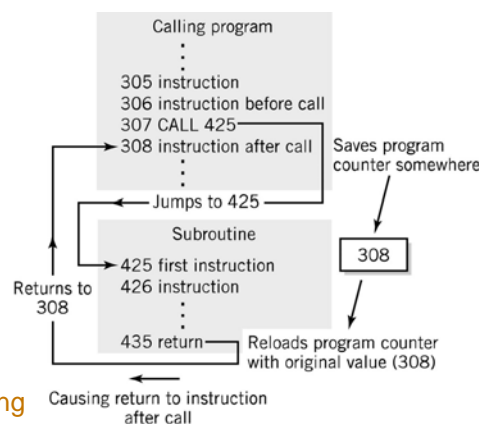 Calling program
305 instruction
306 instruction before call
307 CALL 425
308 instruction after call
Saves program
counter somewhere
Jumps to 425
Subroutine
308
425 first instruction
426 instruction
Returns to
308
435 return
Reloads program counter
with original value (308)
ng
Causing return to instruction
after call